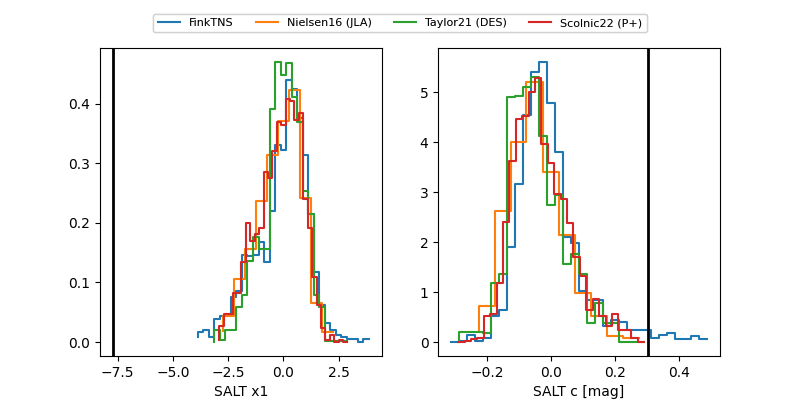 FinkTNS Nielsen16 (JLA) Taylor21 (DES) Scolnic22 (P+)
0.4
0.3
0.2
0.1
0.0
−7.5 −5.0 −2.5 0.0 2.5
SALT x1
5
4
3
2
1
0
−0.2 0.0 0.2 0.4
SALT c [mag]